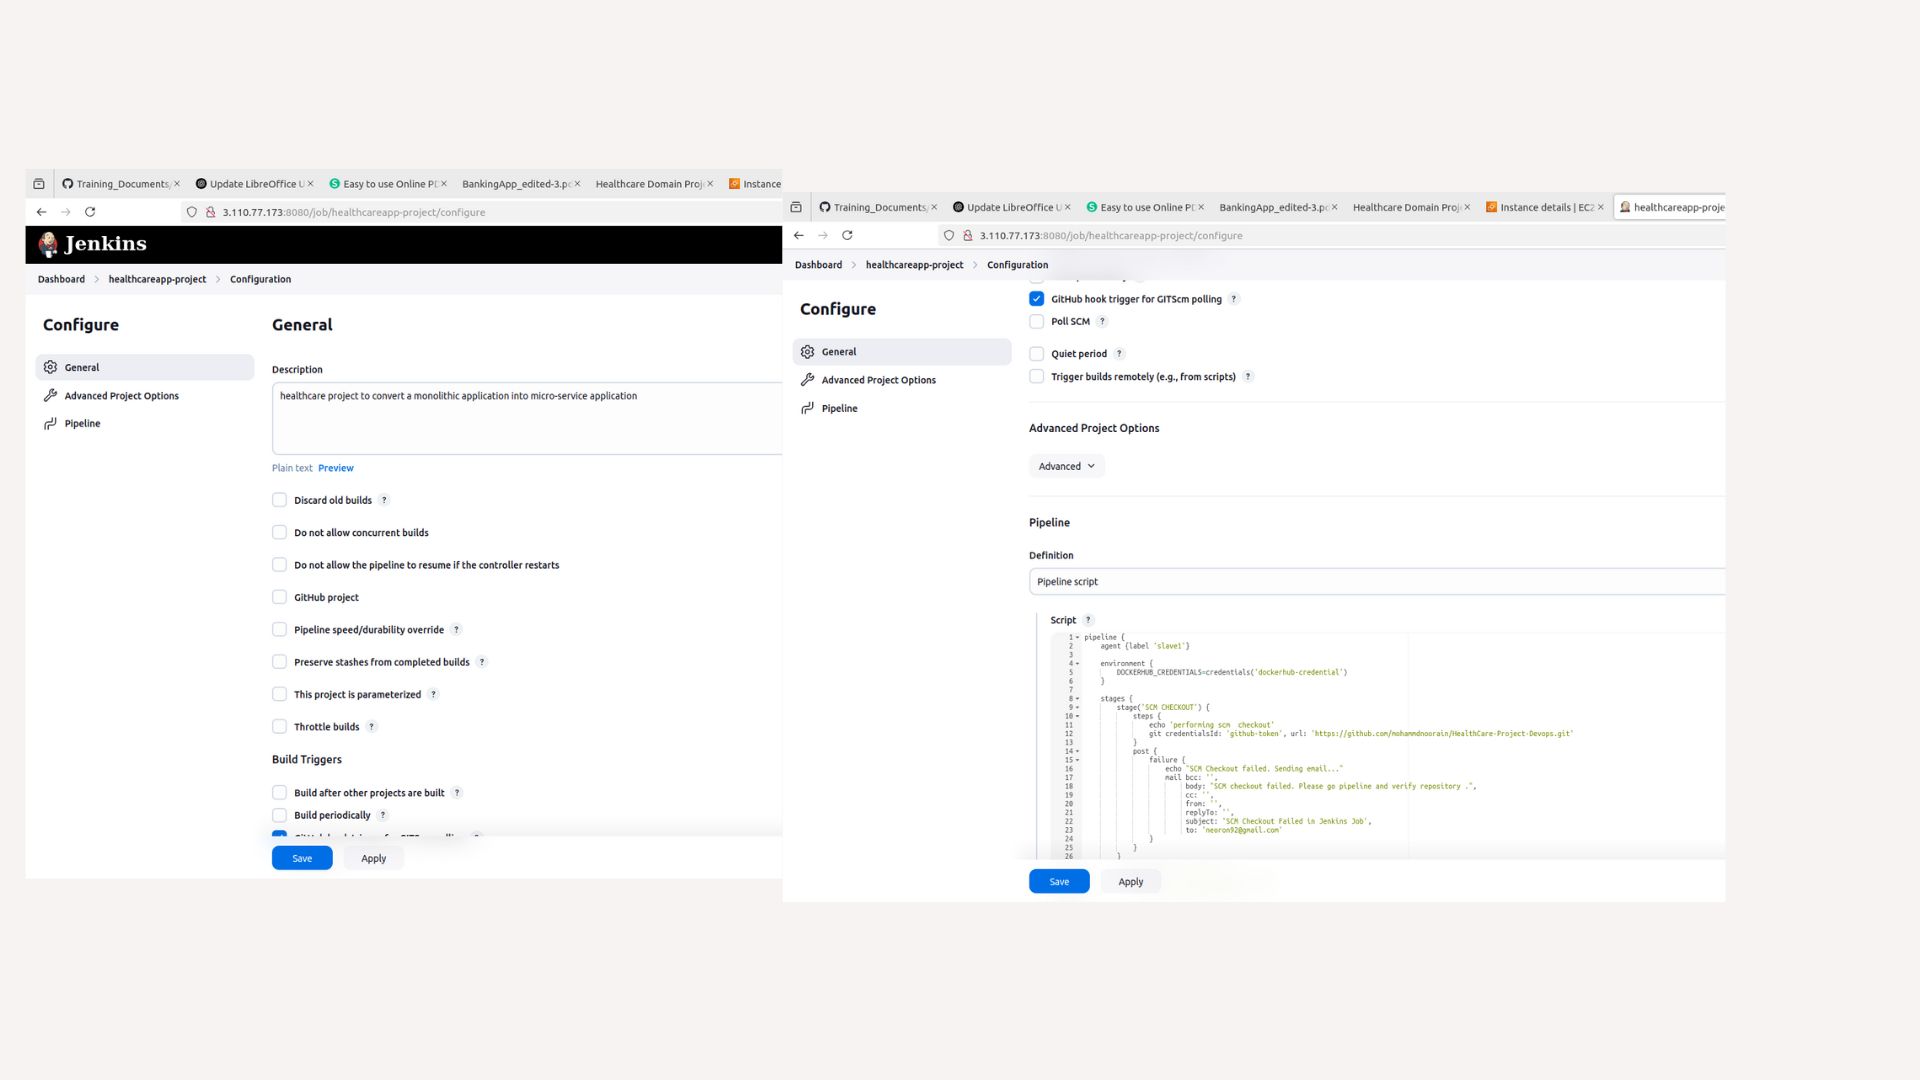 Training_Documents/
Update LibreOffice U
Easy to use Online PD
BankingApp_edited-3.pd
Healthcare Domain Proj
Instance
3.110.77.173:8080/job/healthcareapp-project/configure
Jenkins
Dashboard > healthcareapp-project > Configuration
Configure
General
Advanced Project Options
Pipeline
General
Description
healthcare project to convert a monolithic application into micro-service application
Plain text Preview
Discard old builds ?
Do not allow concurrent builds
Do not allow the pipeline to resume if the controller restarts
GitHub project
Pipeline speed/durability override ?
Preserve stashes from completed builds ?
This project is parameterized ?
Throttle builds ?
Build Triggers
Build after other projects are built ?
Build periodically ?
Save Apply
Training_Documents/
Update LibreOffice U
Easy to use Online PD
BankingApp_edited-3.pd
Healthcare Domain Proj
Instance details | EC2
healthcareapp-proje
3.110.77.173:8080/job/healthcareapp-project/configure
Dashboard > healthcareapp-project > Configuration
Configure
General
Advanced Project Options
Pipeline
GitHub hook trigger for GITScm polling ?
Poll SCM ?
Quiet period ?
Trigger builds remotely (e.g., from scripts) ?
Advanced Project Options
Advanced
Pipeline
Definition
Pipeline script
Script ?
1 pipeline {
2 agent {label 'slave1'}
3
4 environment {
5 DOCKERHUB_CREDENTIALS=credentials('dockerhub-credential')
6 }
7
8 stages {
9 stage('SCM CHECKOUT') {
10 steps {
11 echo 'performing scm checkout'
12 git credentialsId: 'github-token', url: 'https://github.com/mohammdnoorain/HealthCare-Project-Devops.git'
13 }
14 post {
15 failure {
16 echo "SCM Checkout failed. Sending email..."
17 mail bcc: '',
18 body: "SCM checkout failed. Please go pipeline and verify repository .",
19 cc: '',
20 from: '',
21 replyTo: '',
22 subject: 'SCM Checkout Failed in Jenkins Job',
23 to: 'neoron92@gmail.com'
24 }
25 }
26 }
Save Apply